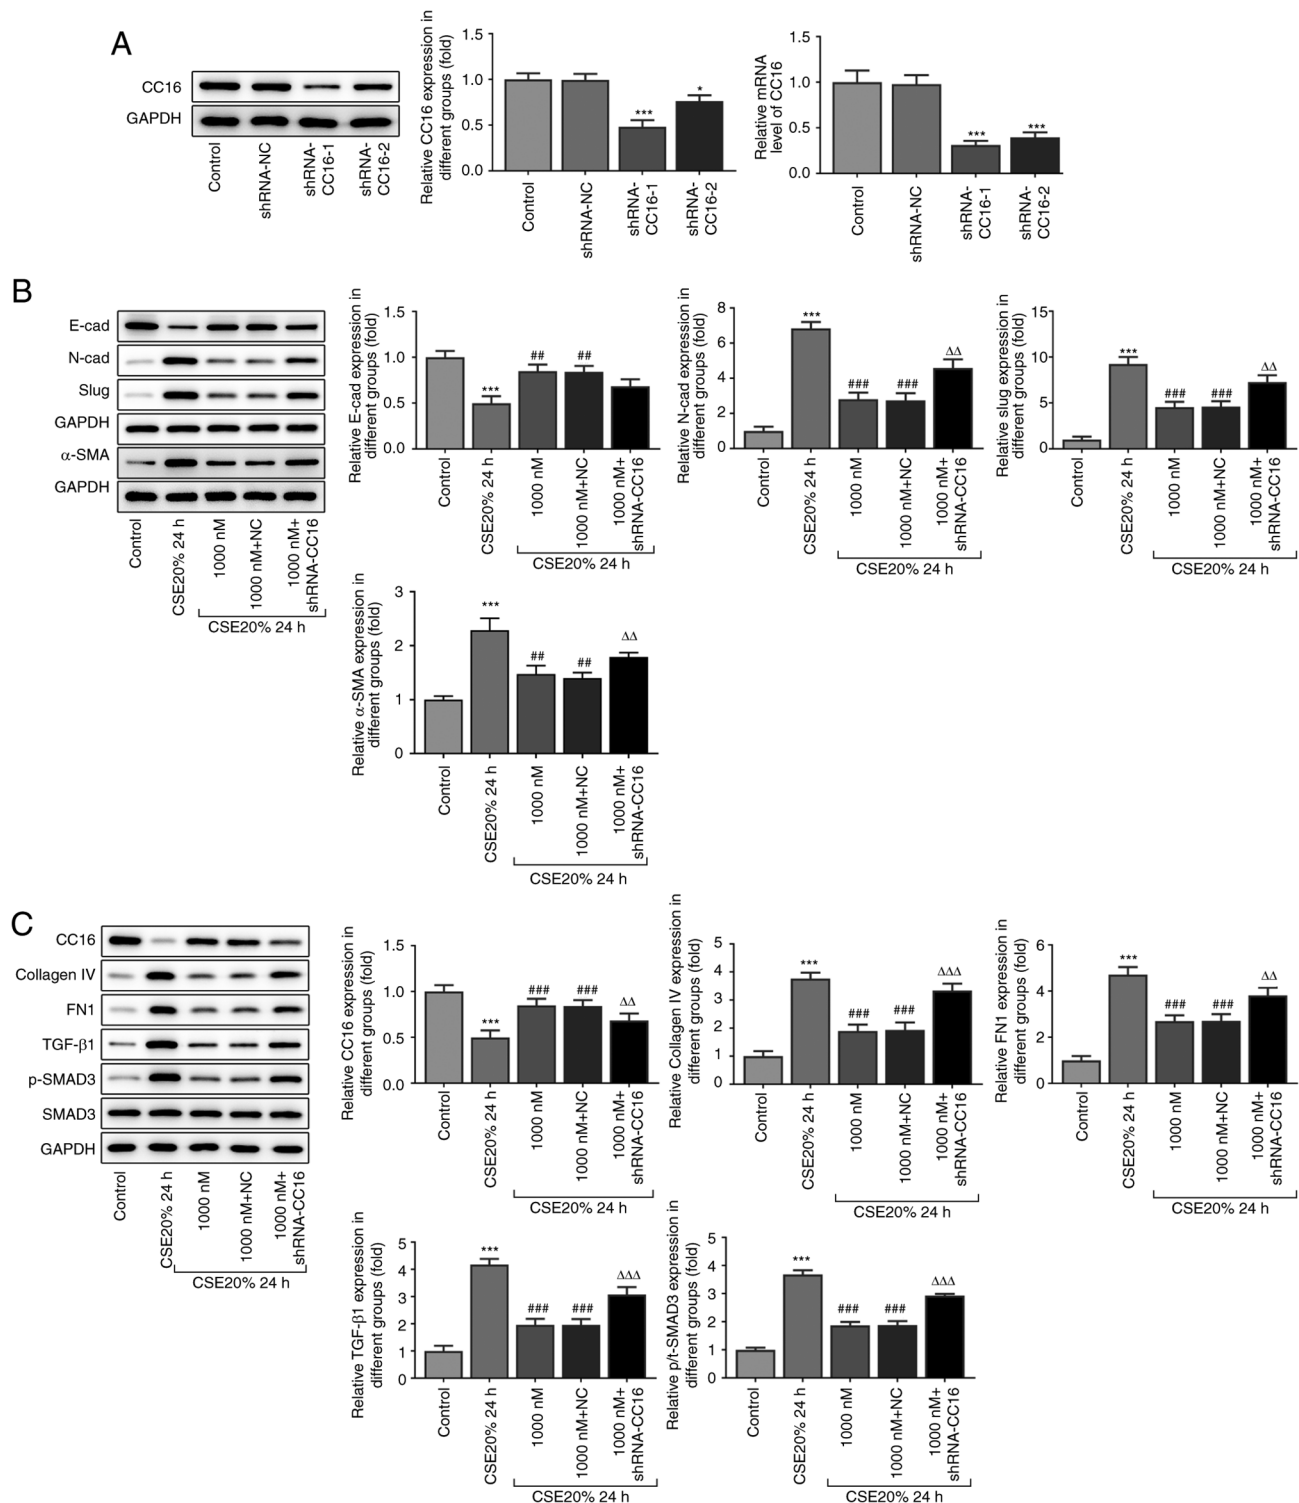 A
CC16
GAPDH
Control
shRNA-NC
shRNA-
CC16-1
shRNA-
CC16-2
Relative CC16 expression in
different groups (fold)
1.5
1.0
0.5
0.0
***
*
Control
shRNA-NC
shRNA-
CC16-1
shRNA-
CC16-2
Relative mRNA
level of CC16
1.5
1.0
0.5
0.0
***
***
Control
shRNA-NC
shRNA-
CC16-1
shRNA-
CC16-2
B
E-cad
N-cad
Slug
GAPDH
α-SMA
GAPDH
Control
CSE20% 24 h
1000 nM
1000 nM+NC
1000 nM+
shRNA-CC16
CSE20% 24 h
Relative E-cad expression in
different groups (fold)
1.5
1.0
0.5
0.0
***
##
##
Control
CSE20% 24 h
1000 nM
1000 nM+NC
1000 nM+
shRNA-CC16
CSE20% 24 h
Relative N-cad expression in
different groups (fold)
8
6
4
2
0
***
###
###
ΔΔ
Control
CSE20% 24 h
1000 nM
1000 nM+NC
1000 nM+
shRNA-CC16
CSE20% 24 h
Relative slug expression in
different groups (fold)
15
10
5
0
***
###
###
ΔΔ
Control
CSE20% 24 h
1000 nM
1000 nM+NC
1000 nM+
shRNA-CC16
CSE20% 24 h
Relative α-SMA expression in
different groups (fold)
3
2
1
0
***
##
##
ΔΔ
Control
CSE20% 24 h
1000 nM
1000 nM+NC
1000 nM+
shRNA-CC16
CSE20% 24 h
C
CC16
Collagen IV
FN1
TGF-β1
p-SMAD3
SMAD3
GAPDH
Control
CSE20% 24 h
1000 nM
1000 nM+NC
1000 nM+
shRNA-CC16
CSE20% 24 h
Relative CC16 expression in
different groups (fold)
1.5
1.0
0.5
0.0
***
###
###
ΔΔ
Control
CSE20% 24 h
1000 nM
1000 nM+NC
1000 nM+
shRNA-CC16
CSE20% 24 h
Relative Collagen IV expression in
different groups (fold)
5
4
3
2
1
0
***
###
###
ΔΔΔ
Control
CSE20% 24 h
1000 nM
1000 nM+NC
1000 nM+
shRNA-CC16
CSE20% 24 h
Relative FN1 expression in
different groups (fold)
6
4
2
0
***
###
###
ΔΔ
Control
CSE20% 24 h
1000 nM
1000 nM+NC
1000 nM+
shRNA-CC16
CSE20% 24 h
Relative TGF-β1 expression in
different groups (fold)
5
4
3
2
1
0
***
###
###
ΔΔΔ
Control
CSE20% 24 h
1000 nM
1000 nM+NC
1000 nM+
shRNA-CC16
CSE20% 24 h
Relative p/t-SMAD3 expression in
different groups (fold)
5
4
3
2
1
0
***
###
###
ΔΔΔ
Control
CSE20% 24 h
1000 nM
1000 nM+NC
1000 nM+
shRNA-CC16
CSE20% 24 h